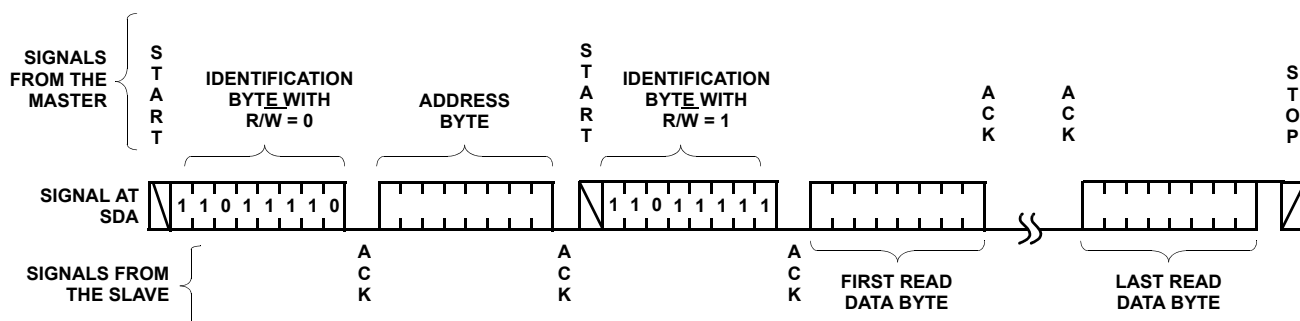 SIGNALS
FROM THE
MASTER
START
IDENTIFICATION
BYTE WITH
R/W = 0
ADDRESS
BYTE
START
IDENTIFICATION
BYTE WITH
R/W = 1
ACK
ACK
STOP
SIGNAL AT
SDA
1 1 0 1 1 1 1 0
1 1 0 1 1 1 1 1
SIGNALS FROM
THE SLAVE
ACK
ACK
ACK
FIRST READ
DATA BYTE
LAST READ
DATA BYTE